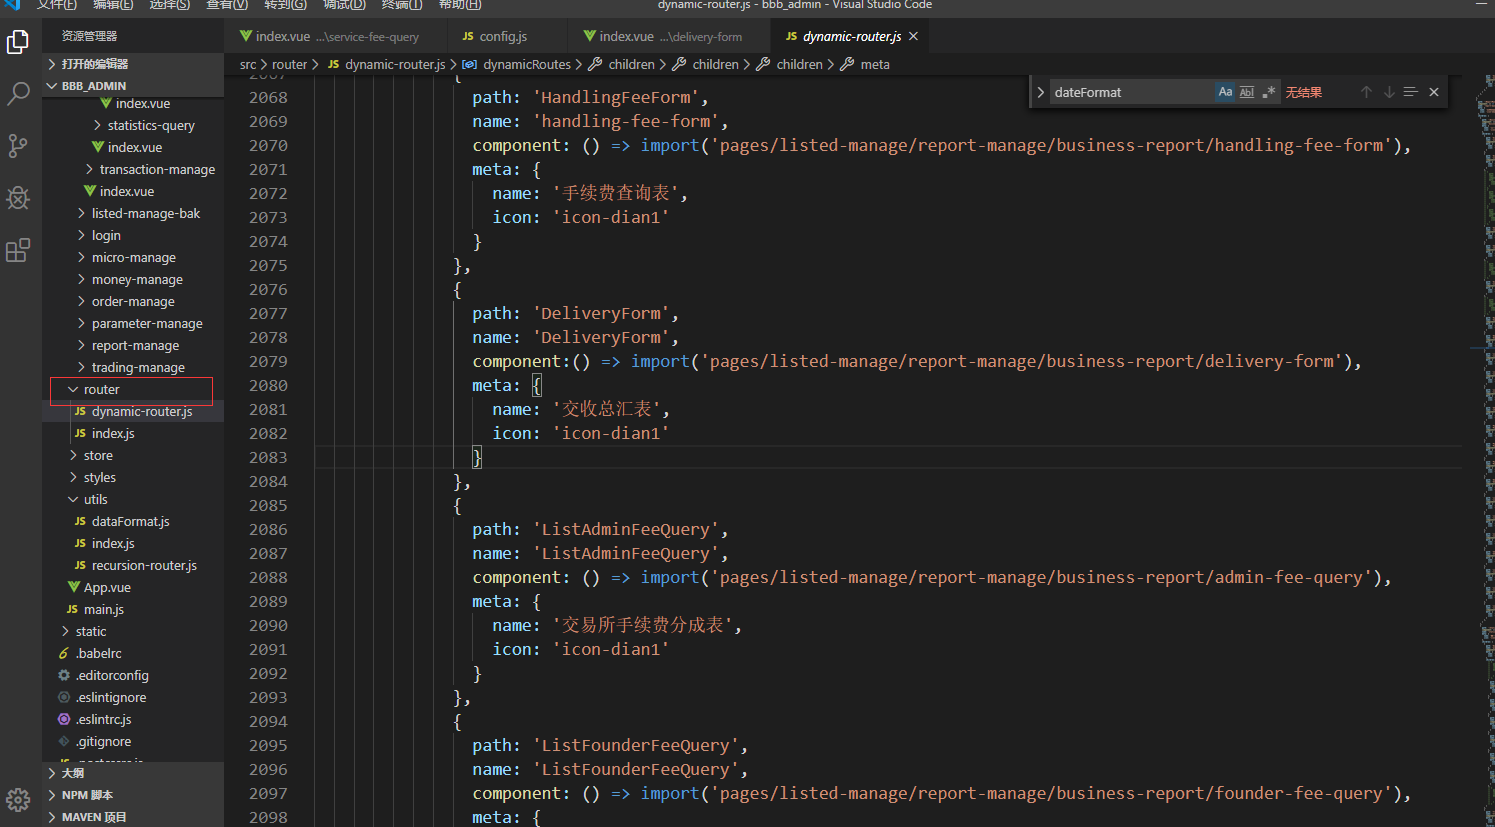 文件(F) 编辑(E) 选择(S) 查看(V) 转到(G) 调试(D) 终端(T) 帮助(H) dynamic-router.js - bbb_admin - Visual Studio Code
资源管理器
index.vue ...\service-fee-query
config.js
index.vue ...\delivery-form
dynamic-router.js
打开的编辑器
BBB_ADMIN
index.vue
statistics-query
index.vue
transaction-manage
index.vue
listed-manage-bak
login
micro-manage
money-manage
order-manage
parameter-manage
report-manage
trading-manage
router
JS dynamic-router.js
JS index.js
store
styles
utils
JS dataFormat.js
JS index.js
JS recursion-router.js
App.vue
JS main.js
static
.babelrc
.editorconfig
.eslintignore
.eslintrc.js
.gitignore
大纲
NPM 脚本
MAVEN 项目
src > router > JS dynamic-router.js > dynamicRoutes > children > children > children > meta
dateFormat Aa Abl .* 无结果
2067 {
2068 path: 'HandlingFeeForm',
2069 name: 'handling-fee-form',
2070 component: () => import('pages/listed-manage/report-manage/business-report/handling-fee-form'),
2071 meta: {
2072 name: '手续费查询表',
2073 icon: 'icon-dian1'
2074 }
2075 },
2076 {
2077 path: 'DeliveryForm',
2078 name: 'DeliveryForm',
2079 component:() => import('pages/listed-manage/report-manage/business-report/delivery-form'),
2080 meta: {
2081 name: '交收总汇表',
2082 icon: 'icon-dian1'
2083 }
2084 },
2085 {
2086 path: 'ListAdminFeeQuery',
2087 name: 'ListAdminFeeQuery',
2088 component: () => import('pages/listed-manage/report-manage/business-report/admin-fee-query'),
2089 meta: {
2090 name: '交易所手续费分成表',
2091 icon: 'icon-dian1'
2092 }
2093 },
2094 {
2095 path: 'ListFounderFeeQuery',
2096 name: 'ListFounderFeeQuery',
2097 component: () => import('pages/listed-manage/report-manage/business-report/founder-fee-query'),
2098 meta: {